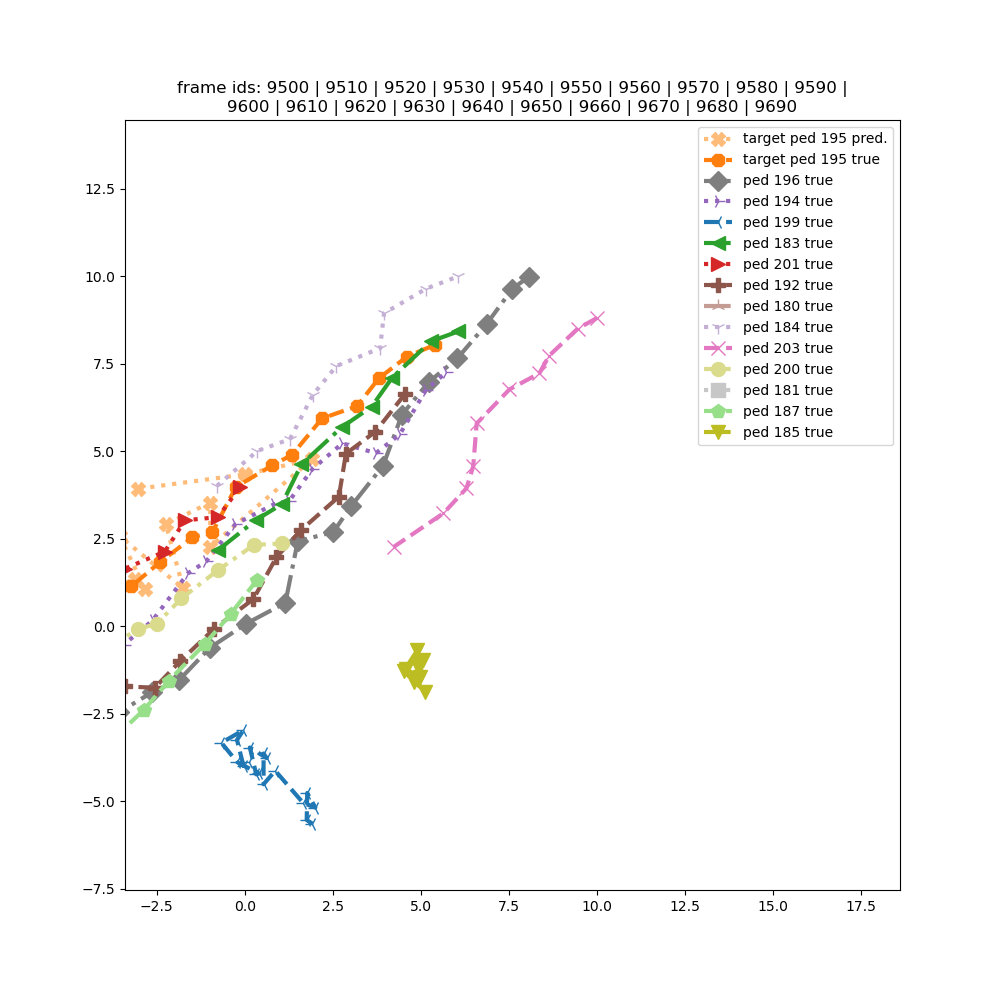 frame ids: 9500 | 9510 | 9520 | 9530 | 9540 | 9550 | 9560 | 9570 | 9580 | 9590 |
9600 | 9610 | 9620 | 9630 | 9640 | 9650 | 9660 | 9670 | 9680 | 9690
target ped 195 pred.
target ped 195 true
ped 196 true
ped 194 true
ped 199 true
ped 183 true
ped 201 true
ped 192 true
ped 180 true
ped 184 true
ped 203 true
ped 200 true
ped 181 true
ped 187 true
ped 185 true
12.5
10.0
7.5
5.0
2.5
0.0
−2.5
−5.0
−7.5
−2.5 0.0 2.5 5.0 7.5 10.0 12.5 15.0 17.5